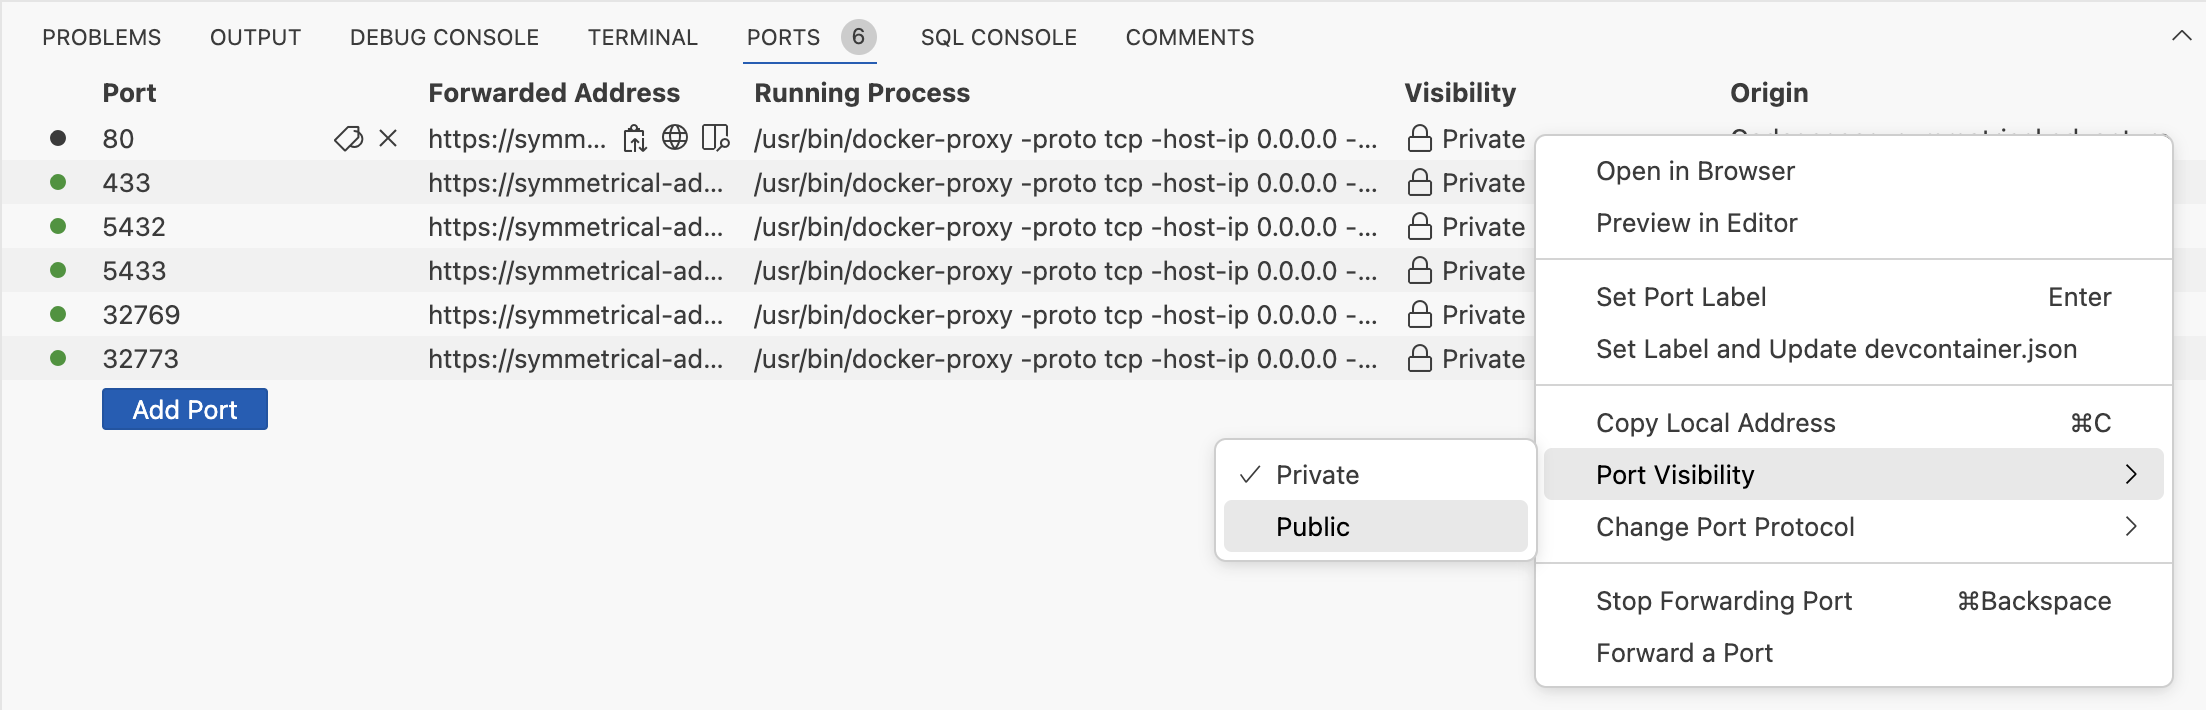 PROBLEMS OUTPUT DEBUG CONSOLE TERMINAL PORTS 6 SQL CONSOLE COMMENTS
Port Forwarded Address Running Process Visibility Origin
80 https://symm... /usr/bin/docker-proxy -proto tcp -host-ip 0.0.0.0 -... Private
433 https://symmetrical-ad... /usr/bin/docker-proxy -proto tcp -host-ip 0.0.0.0 -... Private
5432 https://symmetrical-ad... /usr/bin/docker-proxy -proto tcp -host-ip 0.0.0.0 -... Private
5433 https://symmetrical-ad... /usr/bin/docker-proxy -proto tcp -host-ip 0.0.0.0 -... Private
32769 https://symmetrical-ad... /usr/bin/docker-proxy -proto tcp -host-ip 0.0.0.0 -... Private
32773 https://symmetrical-ad... /usr/bin/docker-proxy -proto tcp -host-ip 0.0.0.0 -... Private
Add Port
Open in Browser
Preview in Editor
Set Port Label Enter
Set Label and Update devcontainer.json
Copy Local Address ⌘C
Port Visibility
Change Port Protocol
Stop Forwarding Port ⌘Backspace
Forward a Port
Private
Public